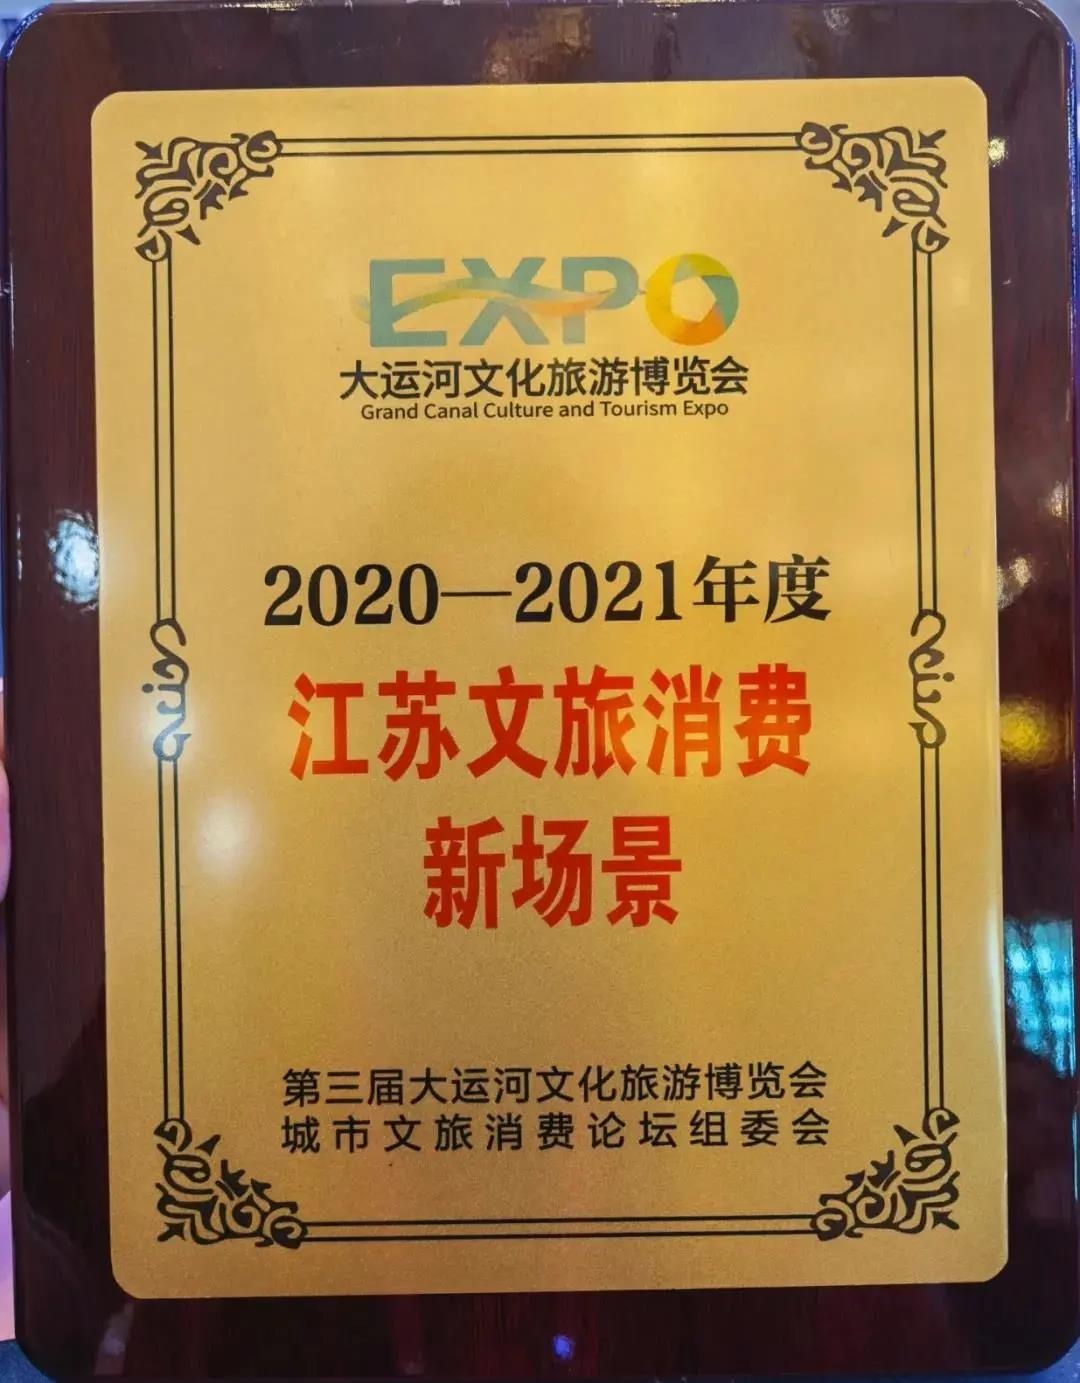 EXPO
大运河文化旅游博览会
Grand Canal Culture and Tourism Expo
2020—2021年度
江苏文旅消费
新场景
第三届大运河文化旅游博览会
城市文旅消费论坛组委会